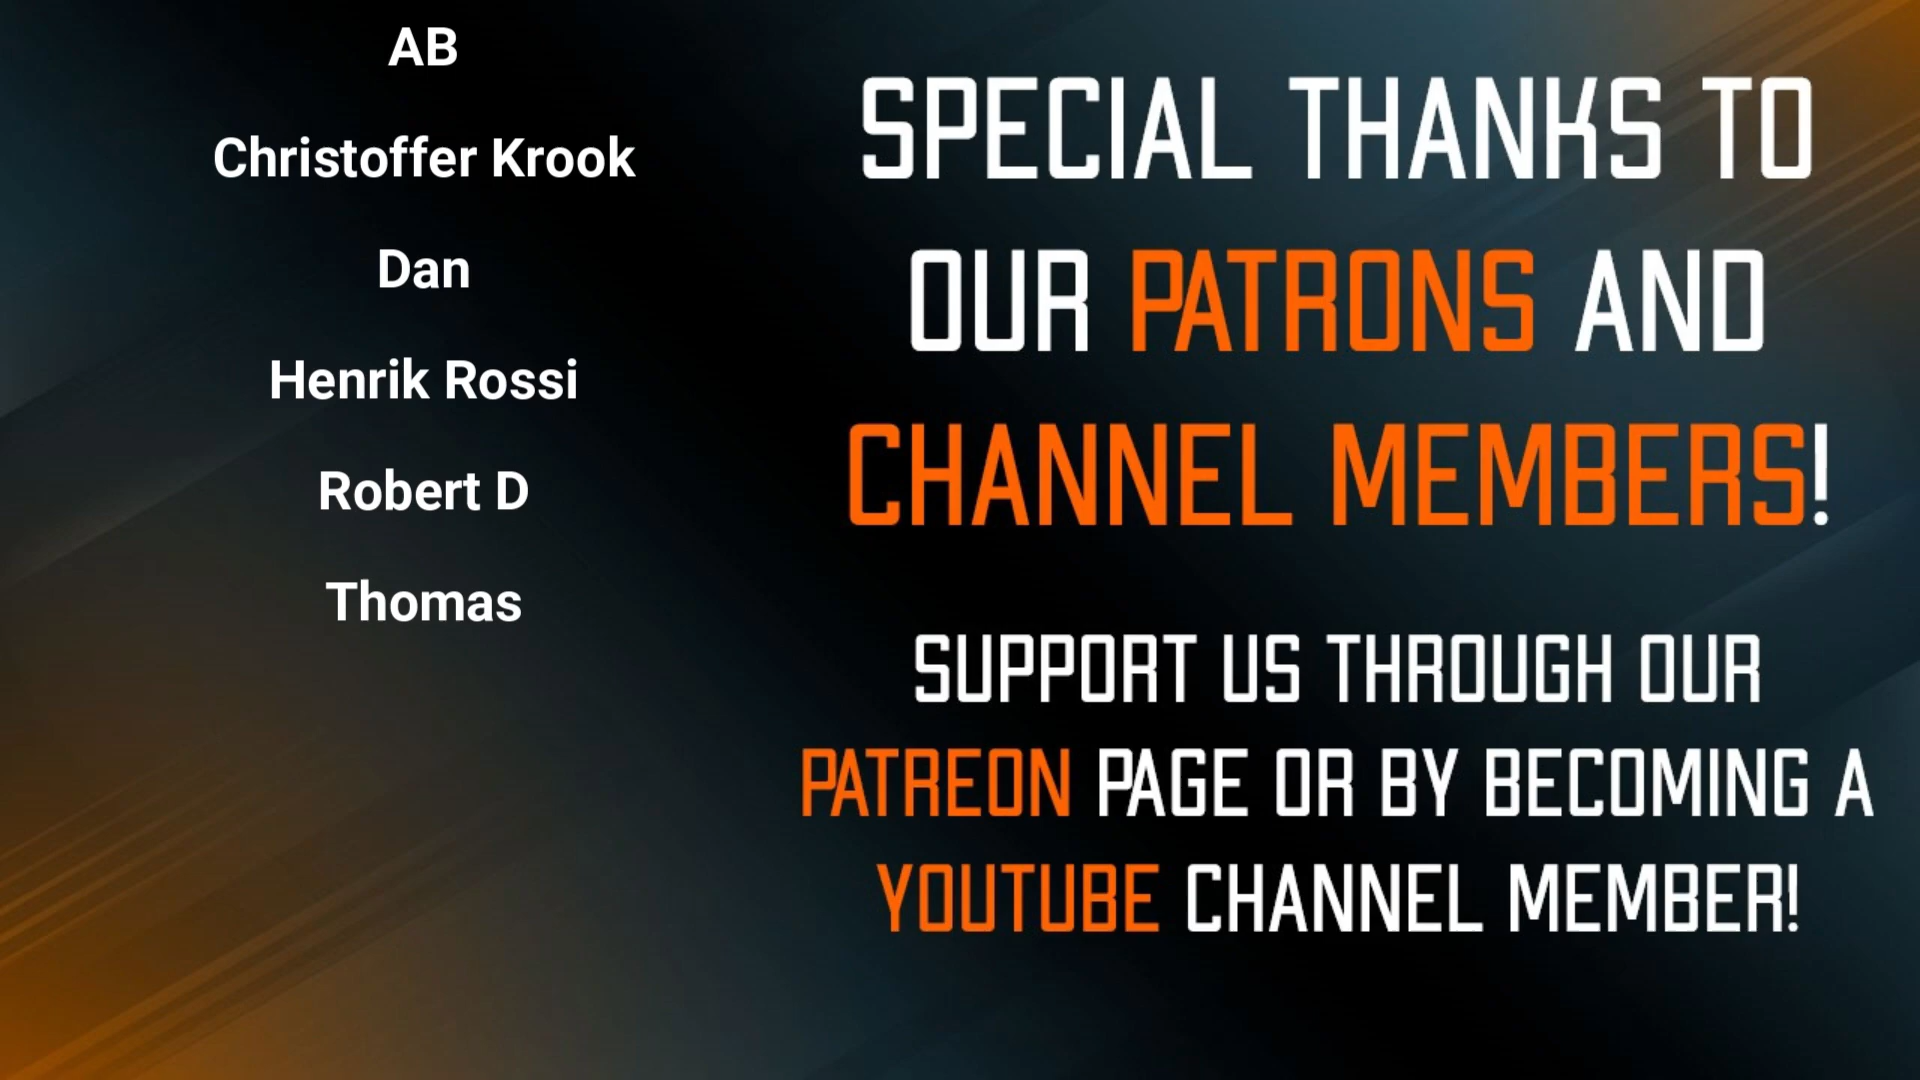 AB
Christoffer Krook
Dan
Henrik Rossi
Robert D
Thomas
SPECIAL THANKS TO
OUR PATRONS AND
CHANNEL MEMBERS!
SUPPORT US THROUGH OUR
PATREON PAGE OR BY BECOMING A
YOUTUBE CHANNEL MEMBER!